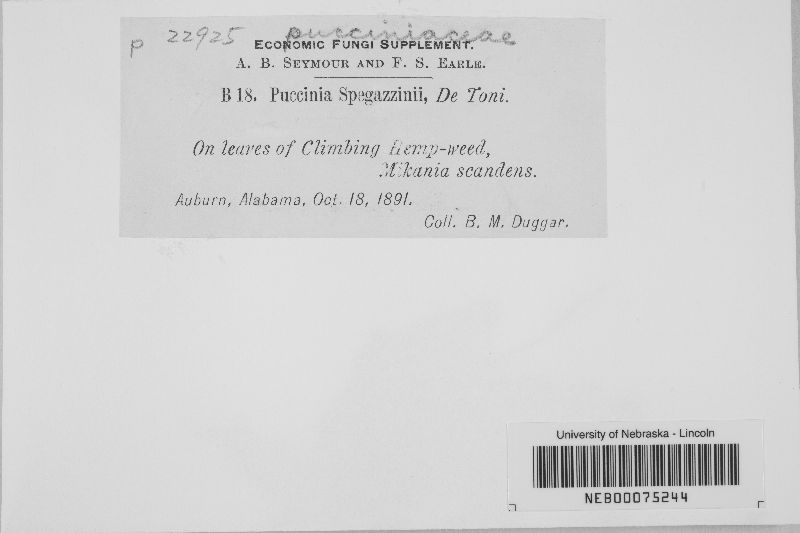 p 22925 pucciniaceae
ECONOMIC FUNGI SUPPLEMENT.
A. B. SEYMOUR AND F. S. EARLE.
B 18. Puccinia Spegazzinii, De Toni.
On leaves of Climbing Hemp-weed,
Mikania scandens.
Auburn, Alabama, Oct. 18, 1891.
Coll. B. M. Duggar.
University of Nebraska - Lincoln
NEB00075244